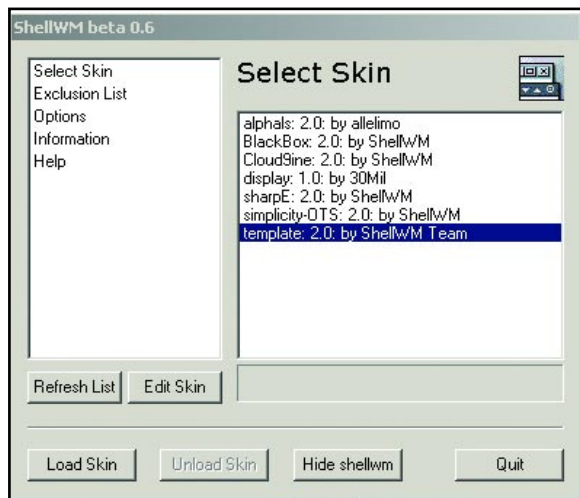 ShellWM beta 0.6
Select Skin
Exclusion List
Options
Information
Help
Select Skin
alphals: 2.0: by allelimo
BlackBox: 2.0: by ShellWM
Cloud9ine: 2.0: by ShellWM
display: 1.0: by 30Mil
sharpE: 2.0: by ShellWM
simplicity-OTS: 2.0: by ShellWM
template: 2.0: by ShellWM Team
Refresh List
Edit Skin
Load Skin
Unload Skin
Hide shellwm
Quit